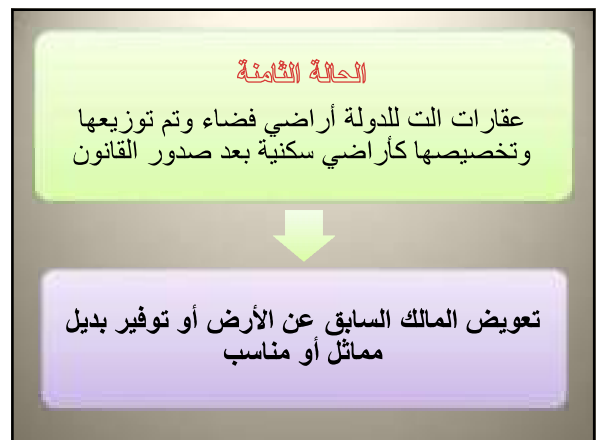 الحالة الثامنة
عقارات الت للدولة أراضي فضاء وتم توزيعها
وتخصيصها كأراضي سكنية بعد صدور القانون
تعويض المالك السابق عن الأرض أو توفير بديل
مماثل أو مناسب